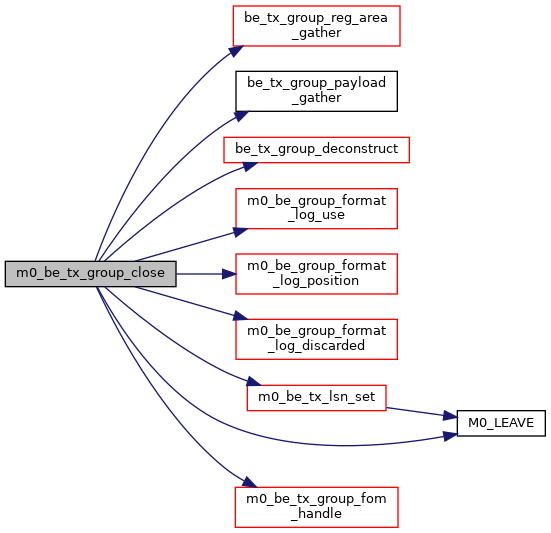 be_tx_group_reg_area
_gather
be_tx_group_payload
_gather
be_tx_group_deconstruct
m0_be_group_format
_log_use
m0_be_tx_group_close
m0_be_group_format
_log_position
m0_be_group_format
_log_discarded
m0_be_tx_lsn_set
M0_LEAVE
m0_be_tx_group_fom
_handle